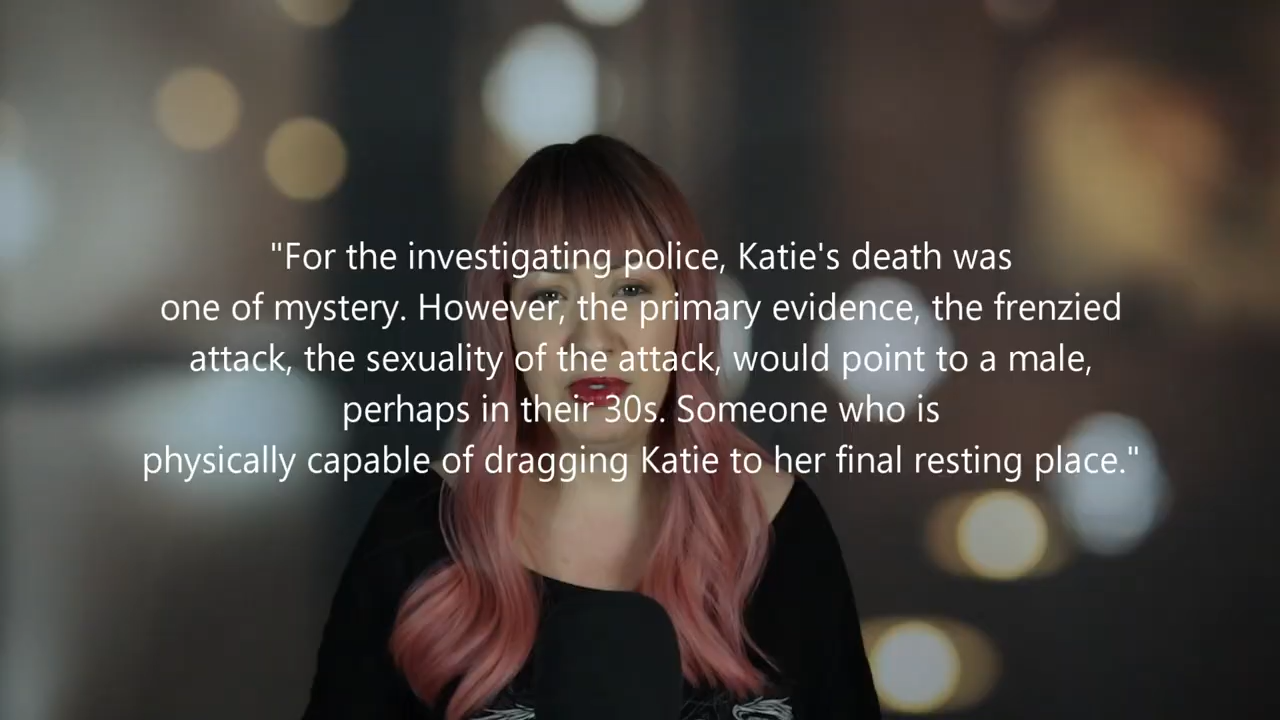 "For the investigating police, Katie's death was
one of mystery. However, the primary evidence, the frenzied
attack, the sexuality of the attack, would point to a male,
perhaps in their 30s. Someone who is
physically capable of dragging Katie to her final resting place."